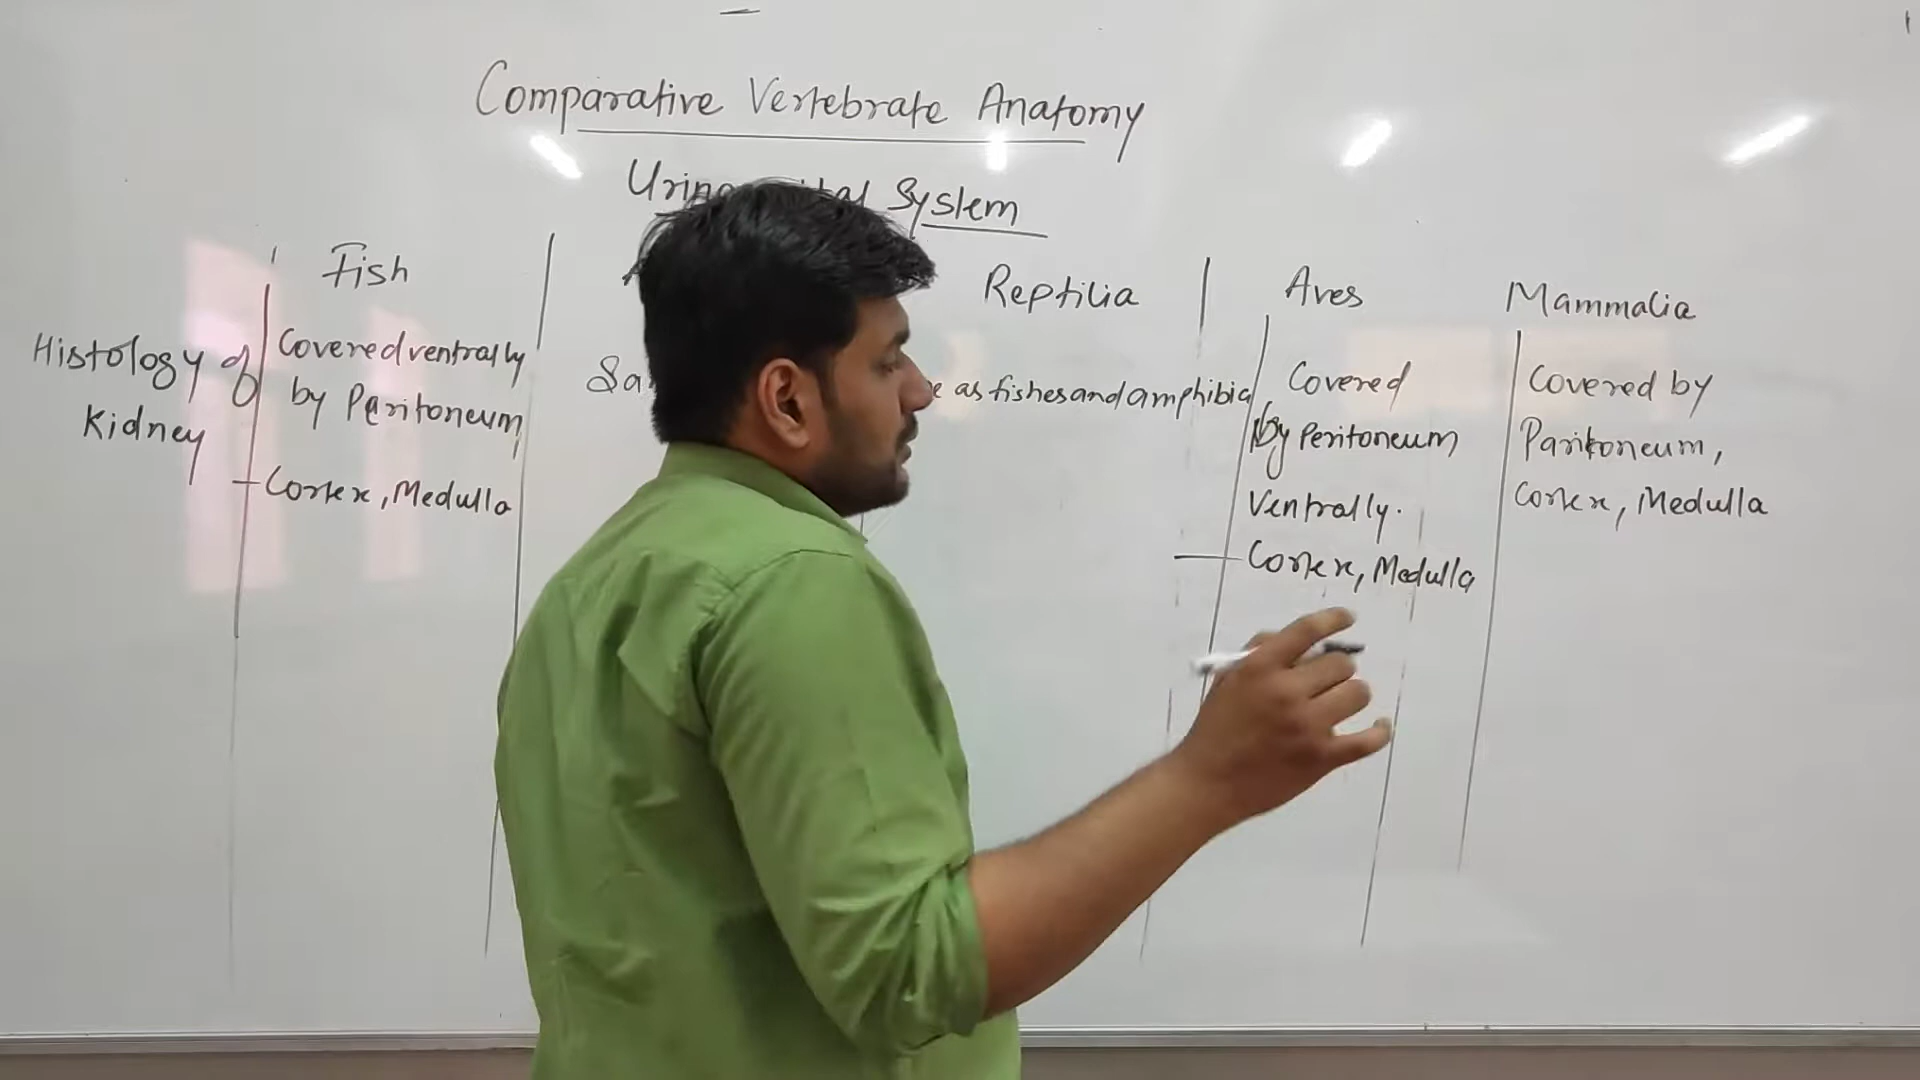 Comparative Vertebrate Anatomy
System
Fish
Reptilia
Aves
Mammalia
Histology of
Kidney
Covered ventrally
by Paritoneum
Cortex, Medulla
as fishes and amphibia
Covered
by Peritoneum
Ventrally.
Cortex, Medulla
Covered by
Paritoneum,
Cortex, Medulla